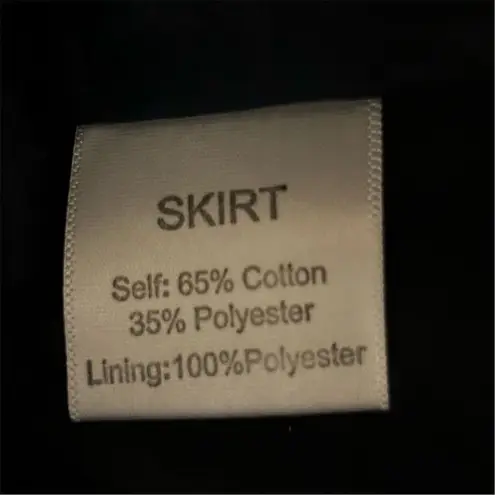 SKIRT
Self: 65% Cotton
35% Polyester
Lining:100%Polyester